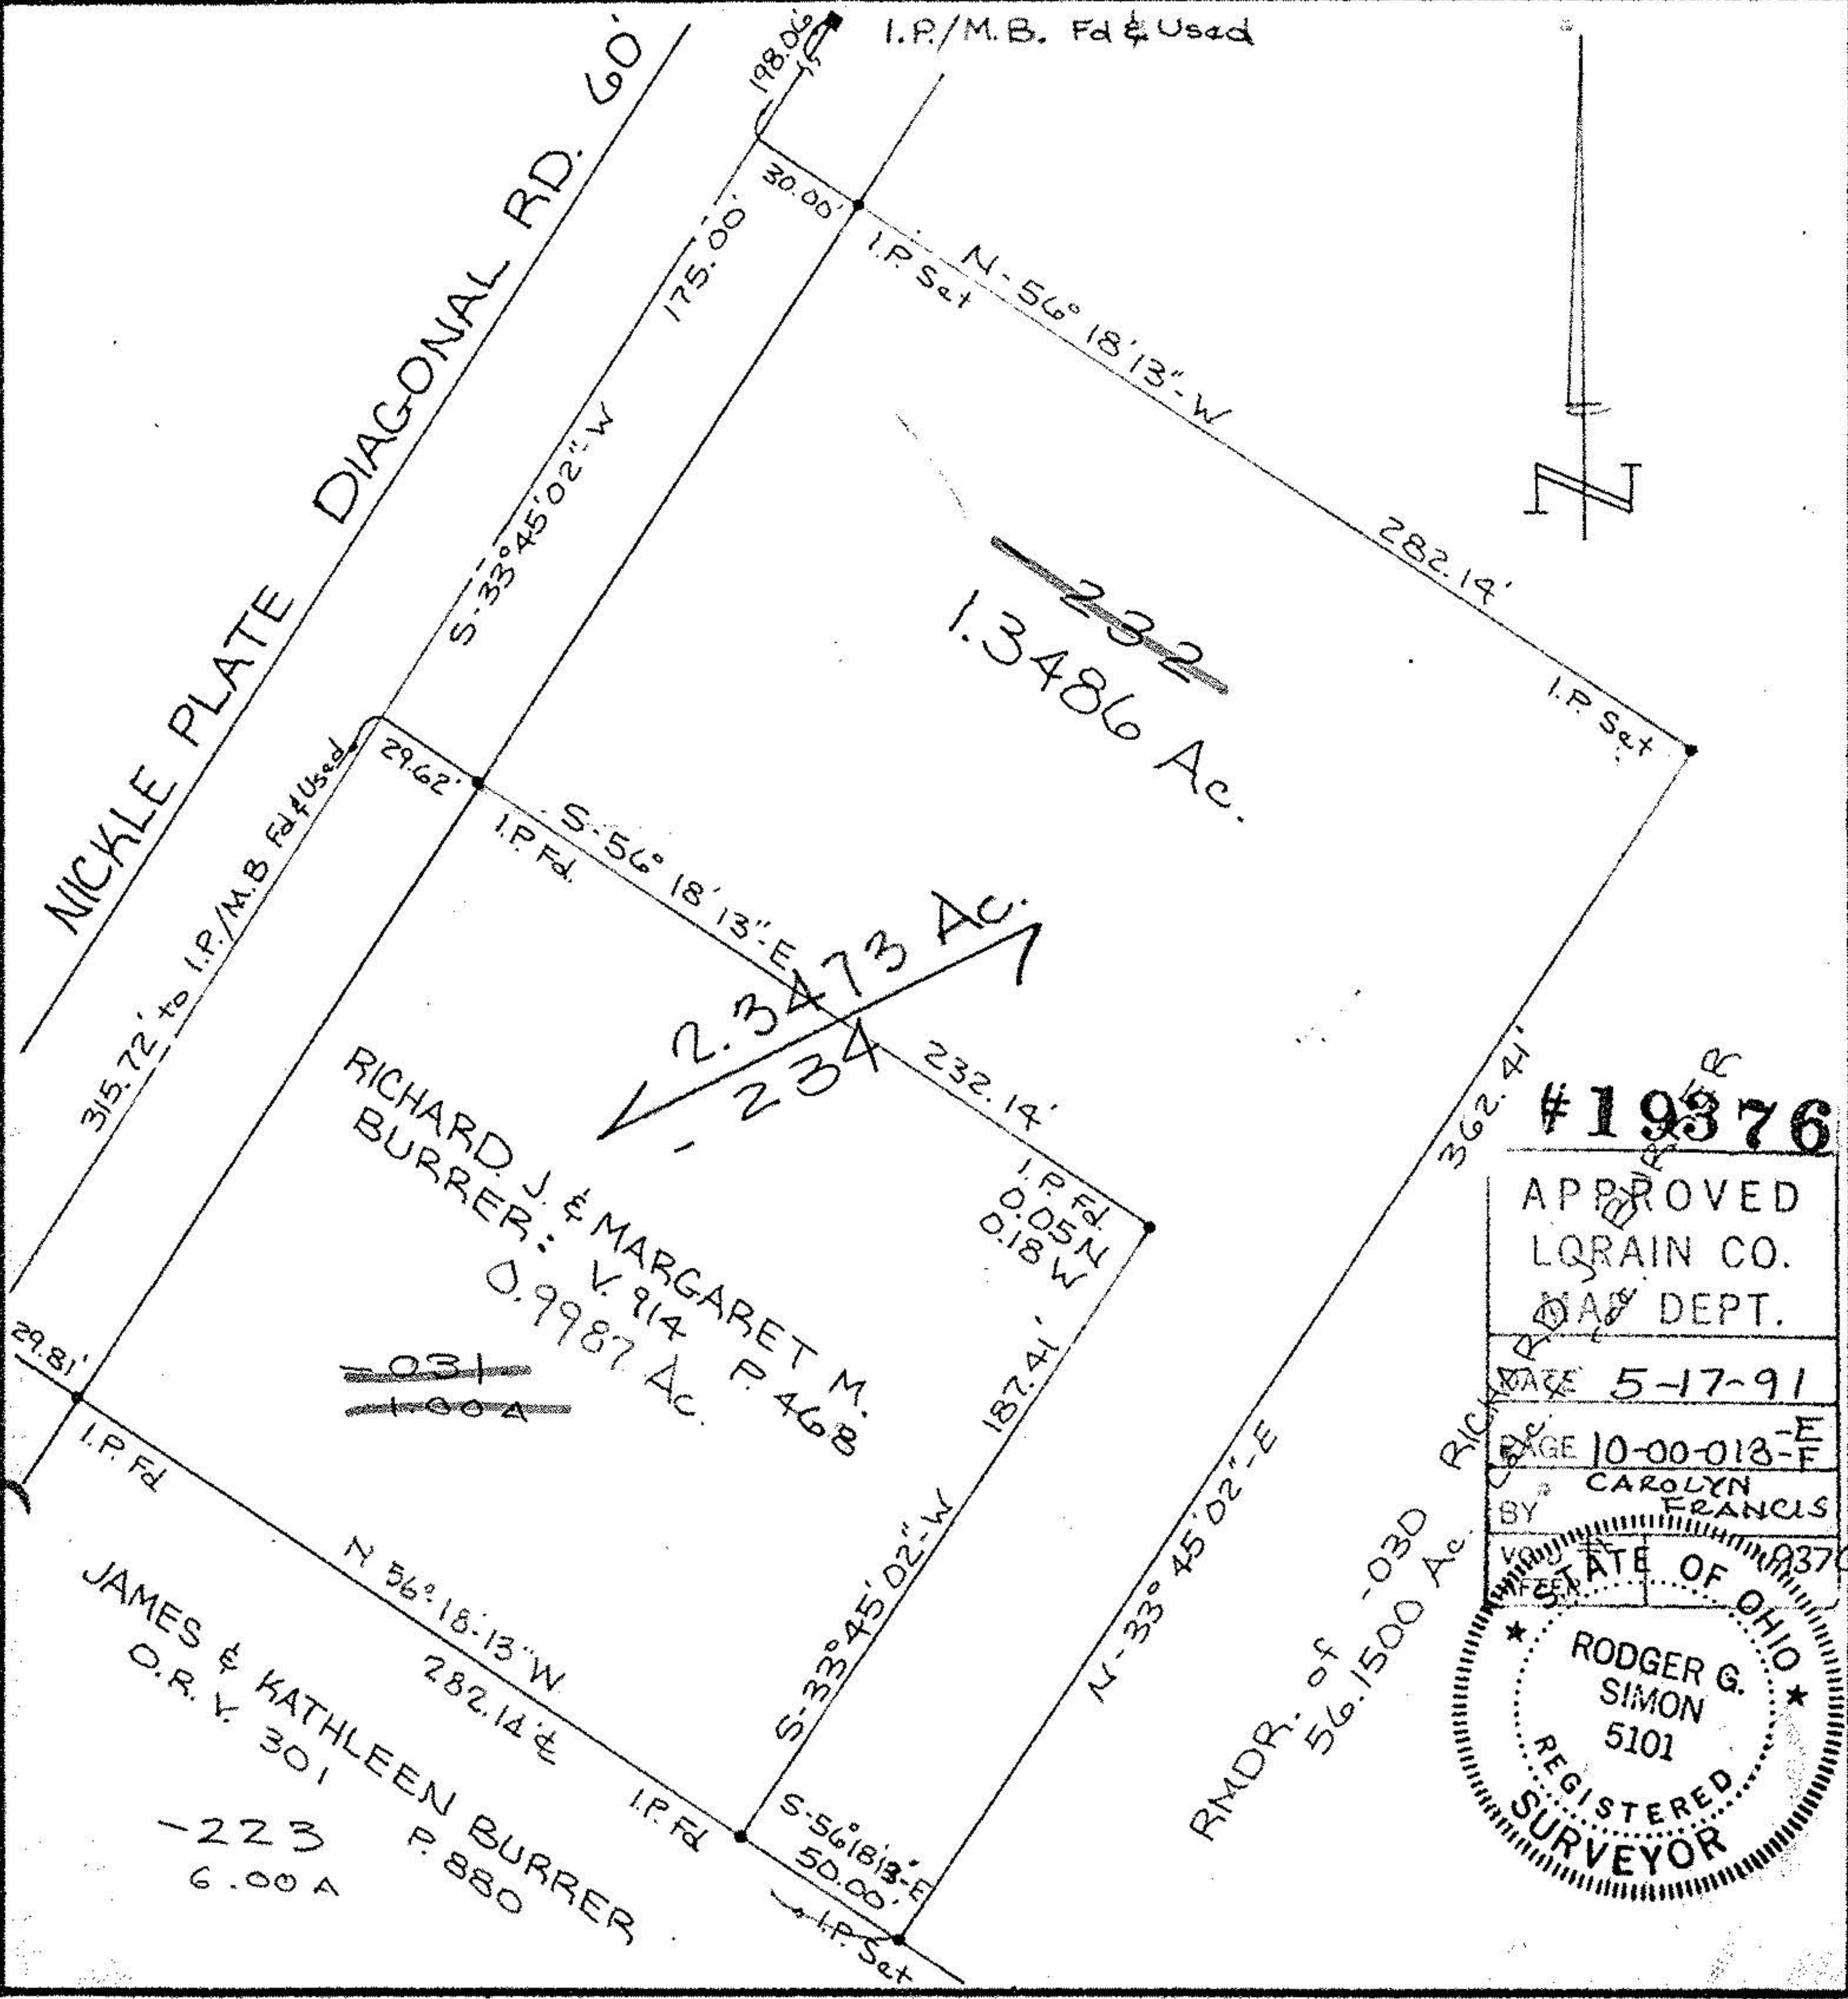 I.P./M.B. Fd & Used
198.06'
NICKLE PLATE DIAGONAL RD. 60'
30.00'
I.P. Set
N-56° 18'13"-W
282.14'
I.P. Set
N
175.00'
S-33°45'02"-W
232
1.3486 Ac.
29.62'
I.P. Fd.
315.72' to I.P./M.B Fd & Used
S-56° 18' 13"-E
232.14'
2.3473 Ac.
- 234
I.P. Fd.
0.05 N
0.18 W
RICHARD J. & MARGARET M.
BURRER: V. 914 P. 468
0.9987 Ac.
-031
1.00 A
29.81'
I.P. Fd
187.41'
S-33°45'02"-W
362.41'
N-33° 45'02"-E
N 56°-18'-13"W
282.14' ₵
I.P. Fd
S-56°18'13"-E
50.00'
I.P. Set
JAMES & KATHLEEN BURRER
O.R. V. 301 P. 880
-223
6.00 A
RMDR. of -030
56.1500 Ac.
RICHARD BURRER
#19376
APPROVED
LORAIN CO.
MAP DEPT.
DATE 5-17-91
PAGE 10-00-013-E-F
BY CAROLYN FRANCIS
STATE OF OHIO
RODGER G.
SIMON
5101
REGISTERED
SURVEYOR